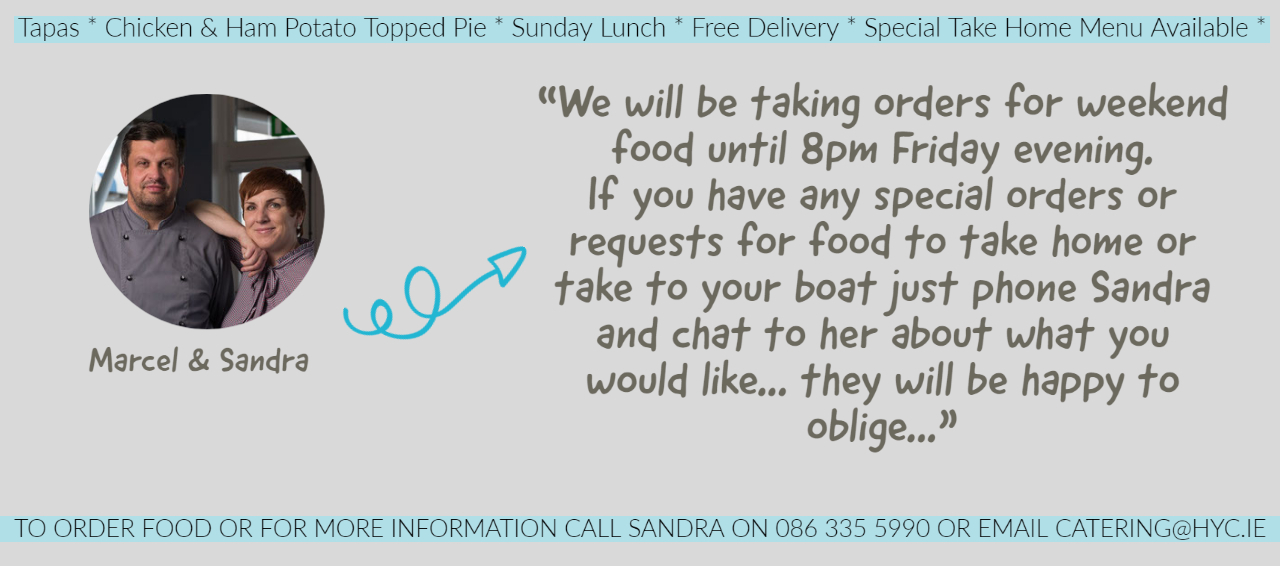 Tapas * Chicken & Ham Potato Topped Pie * Sunday Lunch * Free Delivery * Special Take Home Menu Available *
Marcel & Sandra
“We will be taking orders for weekend
food until 8pm Friday evening.
If you have any special orders or
requests for food to take home or
take to your boat just phone Sandra
and chat to her about what you
would like... they will be happy to
oblige...”
TO ORDER FOOD OR FOR MORE INFORMATION CALL SANDRA ON 086 335 5990 OR EMAIL CATERING@HYC.IE